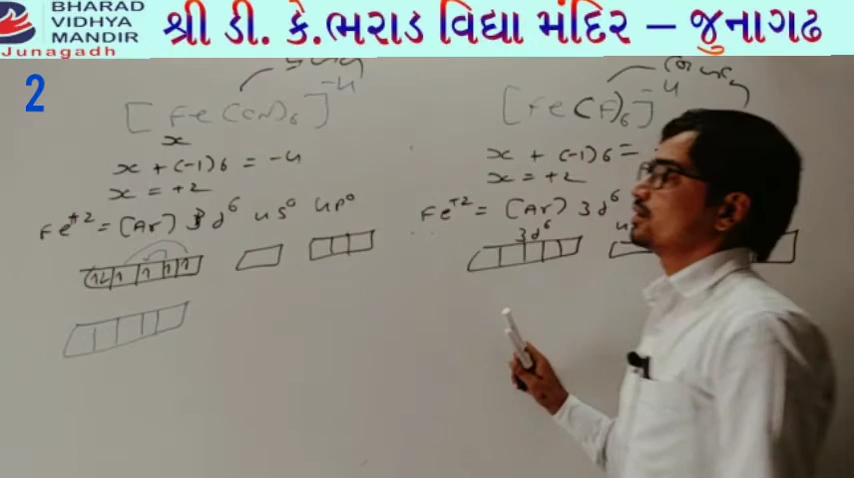 BHARAD
VIDHYA
MANDIR
Junagadh
શ્રી ડી. કે.ભરાડ વિદ્યા મંદિર – જુનાગઢ
2
[Fe(CN)6]-4
x
x + (-1)6 = -4
x = +2
Fe+2 = (Ar) 3d6 4s0 4p0
[Fe(F)6]-4
x + (-1)6 =
x = +2
Fe+2 = (Ar) 3d6
3d6